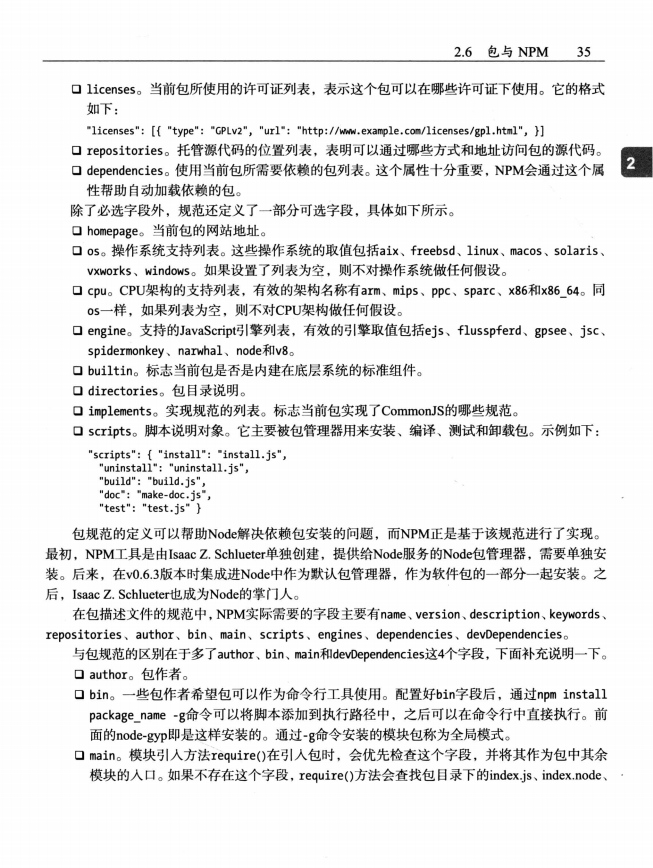 2.6 包与 NPM 35
❑ licenses。当前包所使用的许可证列表，表示这个包可以在哪些许可证下使用。它的格式
如下：
"licenses": [{ "type": "GPLv2", "url": "http://www.example.com/licenses/gpl.html", }]
❑ repositories。托管源代码的位置列表，表明可以通过哪些方式和地址访问包的源代码。
2
❑ dependencies。使用当前包所需要依赖的包列表。这个属性十分重要，NPM会通过这个属
性帮助自动加载依赖的包。
除了必选字段外，规范还定义了一部分可选字段，具体如下所示。
❑ homepage。当前包的网站地址。
❑ os。操作系统支持列表。这些操作系统的取值包括aix、freebsd、linux、macos、solaris、
vxworks、windows。如果设置了列表为空，则不对操作系统做任何假设。
❑ cpu。CPU架构的支持列表，有效的架构名称有arm、mips、ppc、sparc、x86和x86_64。同
os一样，如果列表为空，则不对CPU架构做任何假设。
❑ engine。支持的JavaScript引擎列表，有效的引擎取值包括ejs、flusspferd、gpsee、jsc、
spidermonkey、narwhal、node和v8。
❑ builtin。标志当前包是否是内建在底层系统的标准组件。
❑ directories。包目录说明。
❑ implements。实现规范的列表。标志当前包实现了CommonJS的哪些规范。
❑ scripts。脚本说明对象。它主要被包管理器用来安装、编译、测试和卸载包。示例如下：
"scripts": { "install": "install.js",
"uninstall": "uninstall.js",
"build": "build.js",
"doc": "make-doc.js",
"test": "test.js" }
包规范的定义可以帮助Node解决依赖包安装的问题，而NPM正是基于该规范进行了实现。
最初，NPM工具是由Isaac Z. Schlueter单独创建，提供给Node服务的Node包管理器，需要单独安
装。后来，在v0.6.3版本时集成进Node中作为默认包管理器，作为软件包的一部分一起安装。之
后，Isaac Z. Schlueter也成为Node的掌门人。
在包描述文件的规范中，NPM实际需要的字段主要有name、version、description、keywords、
repositories、author、bin、main、scripts、engines、dependencies、devDependencies。
与包规范的区别在于多了author、bin、main和devDependencies这4个字段，下面补充说明一下。
❑ author。包作者。
❑ bin。一些包作者希望包可以作为命令行工具使用。配置好bin字段后，通过npm install
package_name -g命令可以将脚本添加到执行路径中，之后可以在命令行中直接执行。前
面的node-gyp即是这样安装的。通过-g命令安装的模块包称为全局模式。
❑ main。模块引入方法require()在引入包时，会优先检查这个字段，并将其作为包中其余
模块的入口。如果不存在这个字段，require()方法会查找包目录下的index.js、index.node、